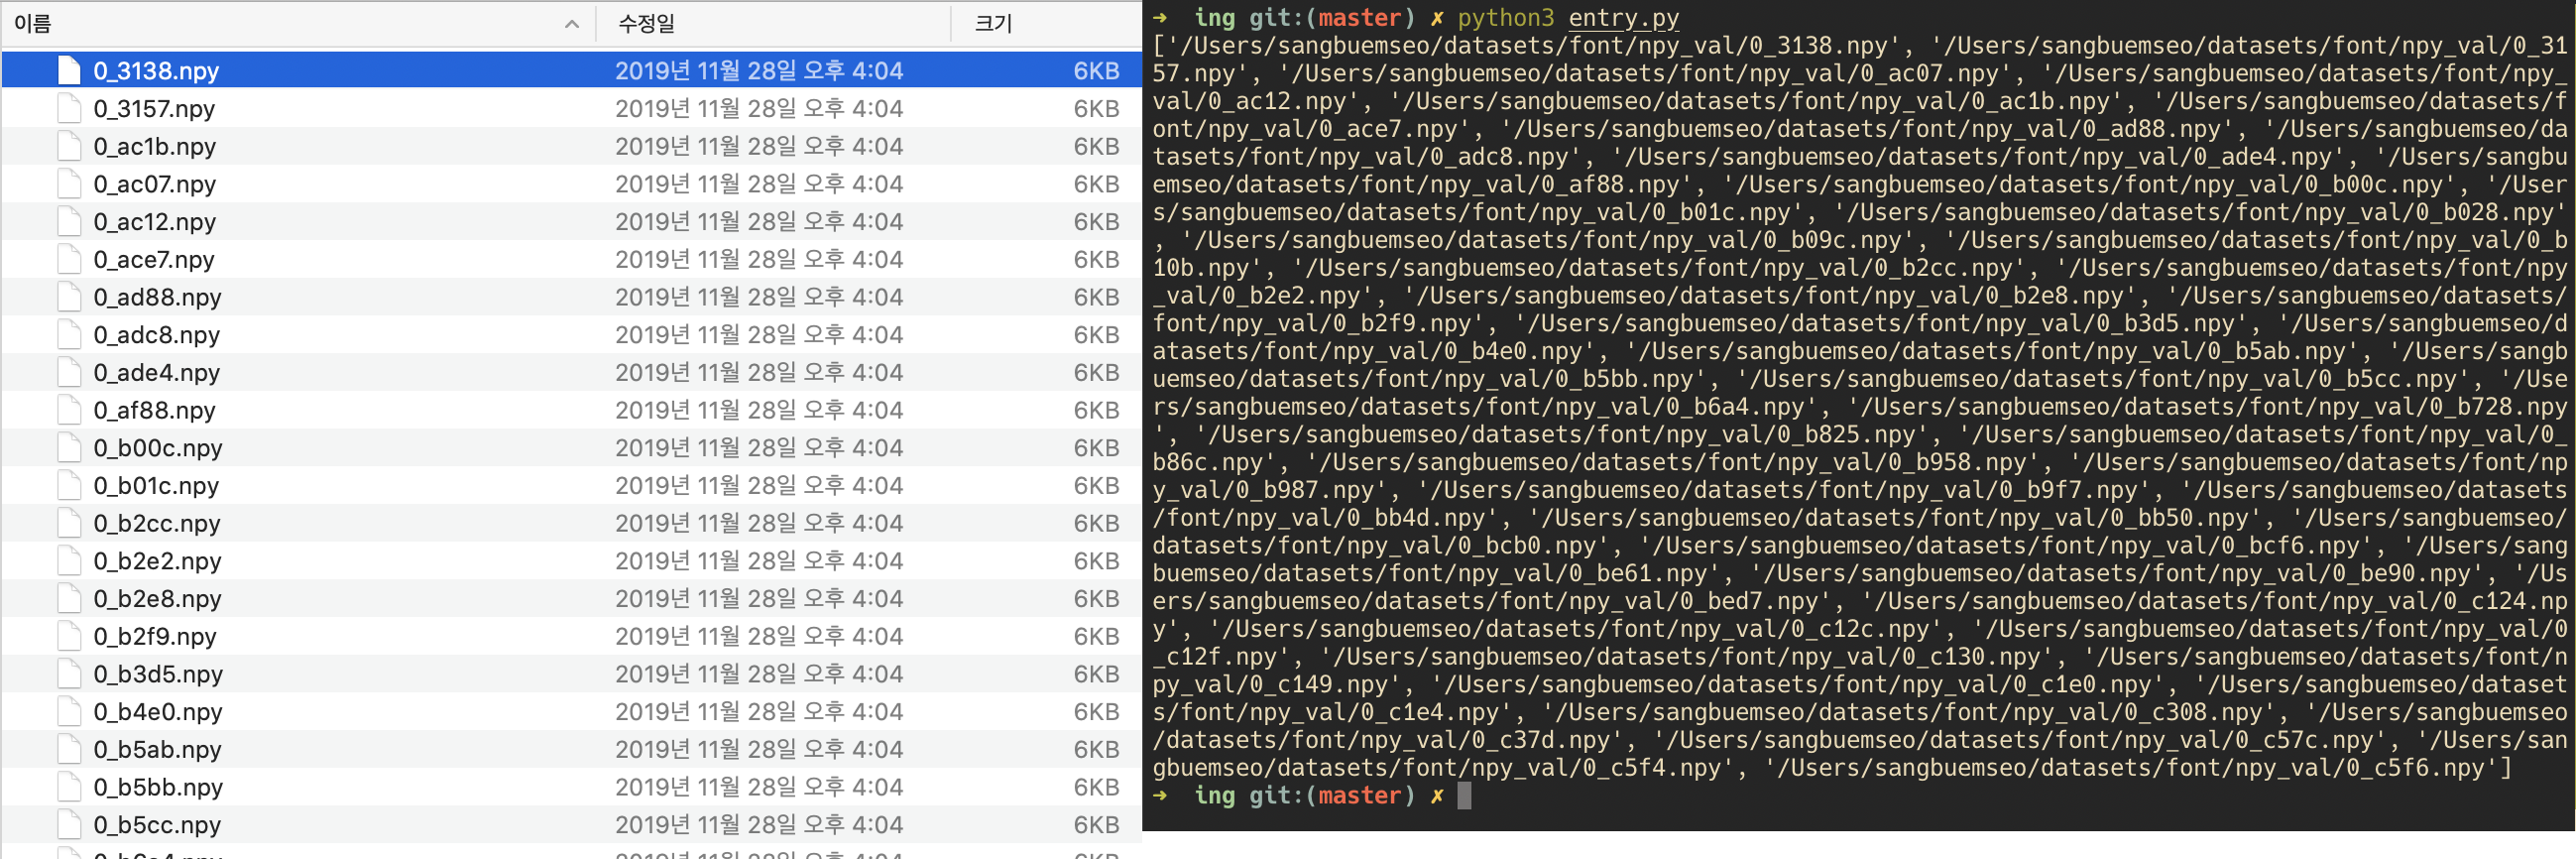 이름 수정일 크기
0_3138.npy 2019년 11월 28일 오후 4:04 6KB
0_3157.npy 2019년 11월 28일 오후 4:04 6KB
0_ac1b.npy 2019년 11월 28일 오후 4:04 6KB
0_ac07.npy 2019년 11월 28일 오후 4:04 6KB
0_ac12.npy 2019년 11월 28일 오후 4:04 6KB
0_ace7.npy 2019년 11월 28일 오후 4:04 6KB
0_ad88.npy 2019년 11월 28일 오후 4:04 6KB
0_adc8.npy 2019년 11월 28일 오후 4:04 6KB
0_ade4.npy 2019년 11월 28일 오후 4:04 6KB
0_af88.npy 2019년 11월 28일 오후 4:04 6KB
0_b00c.npy 2019년 11월 28일 오후 4:04 6KB
0_b01c.npy 2019년 11월 28일 오후 4:04 6KB
0_b2cc.npy 2019년 11월 28일 오후 4:04 6KB
0_b2e2.npy 2019년 11월 28일 오후 4:04 6KB
0_b2e8.npy 2019년 11월 28일 오후 4:04 6KB
0_b2f9.npy 2019년 11월 28일 오후 4:04 6KB
0_b3d5.npy 2019년 11월 28일 오후 4:04 6KB
0_b4e0.npy 2019년 11월 28일 오후 4:04 6KB
0_b5ab.npy 2019년 11월 28일 오후 4:04 6KB
0_b5bb.npy 2019년 11월 28일 오후 4:04 6KB
0_b5cc.npy 2019년 11월 28일 오후 4:04 6KB
→ ing git:(master) ✗ python3 entry.py
['/Users/sangbuemseo/datasets/font/npy_val/0_3138.npy', '/Users/sangbuemseo/datasets/font/npy_val/0_31
57.npy', '/Users/sangbuemseo/datasets/font/npy_val/0_ac07.npy', '/Users/sangbuemseo/datasets/font/npy_
val/0_ac12.npy', '/Users/sangbuemseo/datasets/font/npy_val/0_ac1b.npy', '/Users/sangbuemseo/datasets/f
ont/npy_val/0_ace7.npy', '/Users/sangbuemseo/datasets/font/npy_val/0_ad88.npy', '/Users/sangbuemseo/da
tasets/font/npy_val/0_adc8.npy', '/Users/sangbuemseo/datasets/font/npy_val/0_ade4.npy', '/Users/sangbu
emseo/datasets/font/npy_val/0_af88.npy', '/Users/sangbuemseo/datasets/font/npy_val/0_b00c.npy', '/User
s/sangbuemseo/datasets/font/npy_val/0_b01c.npy', '/Users/sangbuemseo/datasets/font/npy_val/0_b028.npy'
, '/Users/sangbuemseo/datasets/font/npy_val/0_b09c.npy', '/Users/sangbuemseo/datasets/font/npy_val/0_b
10b.npy', '/Users/sangbuemseo/datasets/font/npy_val/0_b2cc.npy', '/Users/sangbuemseo/datasets/font/npy
_val/0_b2e2.npy', '/Users/sangbuemseo/datasets/font/npy_val/0_b2e8.npy', '/Users/sangbuemseo/datasets/
font/npy_val/0_b2f9.npy', '/Users/sangbuemseo/datasets/font/npy_val/0_b3d5.npy', '/Users/sangbuemseo/d
atasets/font/npy_val/0_b4e0.npy', '/Users/sangbuemseo/datasets/font/npy_val/0_b5ab.npy', '/Users/sangb
uemseo/datasets/font/npy_val/0_b5bb.npy', '/Users/sangbuemseo/datasets/font/npy_val/0_b5cc.npy', '/Use
rs/sangbuemseo/datasets/font/npy_val/0_b6a4.npy', '/Users/sangbuemseo/datasets/font/npy_val/0_b728.npy
', '/Users/sangbuemseo/datasets/font/npy_val/0_b825.npy', '/Users/sangbuemseo/datasets/font/npy_val/0_
b86c.npy', '/Users/sangbuemseo/datasets/font/npy_val/0_b958.npy', '/Users/sangbuemseo/datasets/font/np
y_val/0_b987.npy', '/Users/sangbuemseo/datasets/font/npy_val/0_b9f7.npy', '/Users/sangbuemseo/datasets
/font/npy_val/0_bb4d.npy', '/Users/sangbuemseo/datasets/font/npy_val/0_bb50.npy', '/Users/sangbuemseo/
datasets/font/npy_val/0_bcb0.npy', '/Users/sangbuemseo/datasets/font/npy_val/0_bcf6.npy', '/Users/sang
buemseo/datasets/font/npy_val/0_be61.npy', '/Users/sangbuemseo/datasets/font/npy_val/0_be90.npy', '/Us
ers/sangbuemseo/datasets/font/npy_val/0_bed7.npy', '/Users/sangbuemseo/datasets/font/npy_val/0_c124.np
y', '/Users/sangbuemseo/datasets/font/npy_val/0_c12c.npy', '/Users/sangbuemseo/datasets/font/npy_val/0
_c12f.npy', '/Users/sangbuemseo/datasets/font/npy_val/0_c130.npy', '/Users/sangbuemseo/datasets/font/n
py_val/0_c149.npy', '/Users/sangbuemseo/datasets/font/npy_val/0_c1e0.npy', '/Users/sangbuemseo/dataset
s/font/npy_val/0_c1e4.npy', '/Users/sangbuemseo/datasets/font/npy_val/0_c308.npy', '/Users/sangbuemseo
/datasets/font/npy_val/0_c37d.npy', '/Users/sangbuemseo/datasets/font/npy_val/0_c57c.npy', '/Users/san
gbuemseo/datasets/font/npy_val/0_c5f4.npy', '/Users/sangbuemseo/datasets/font/npy_val/0_c5f6.npy']
→ ing git:(master) ✗